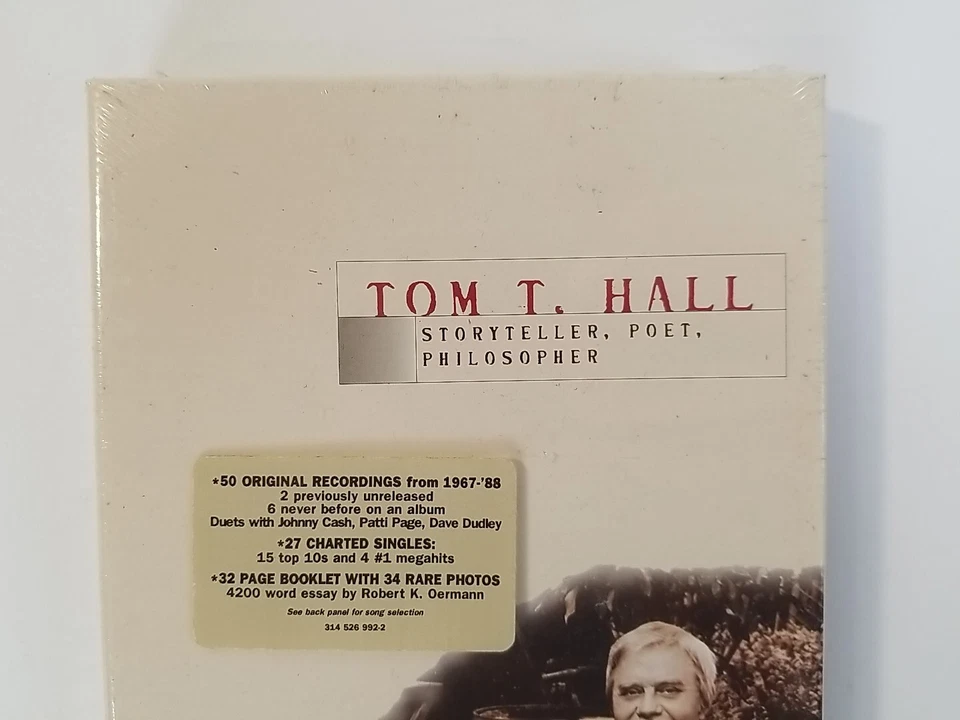 TOM T. HALL
STORYTELLER, POET,
PHILOSOPHER
*50 ORIGINAL RECORDINGS from 1967-'88
2 previously unreleased
6 never before on an album
Duets with Johnny Cash, Patti Page, Dave Dudley
*27 CHARTED SINGLES:
15 top 10s and 4 #1 megahits
*32 PAGE BOOKLET WITH 34 RARE PHOTOS
4200 word essay by Robert K. Oermann
See back panel for song selection
314 526 992-2